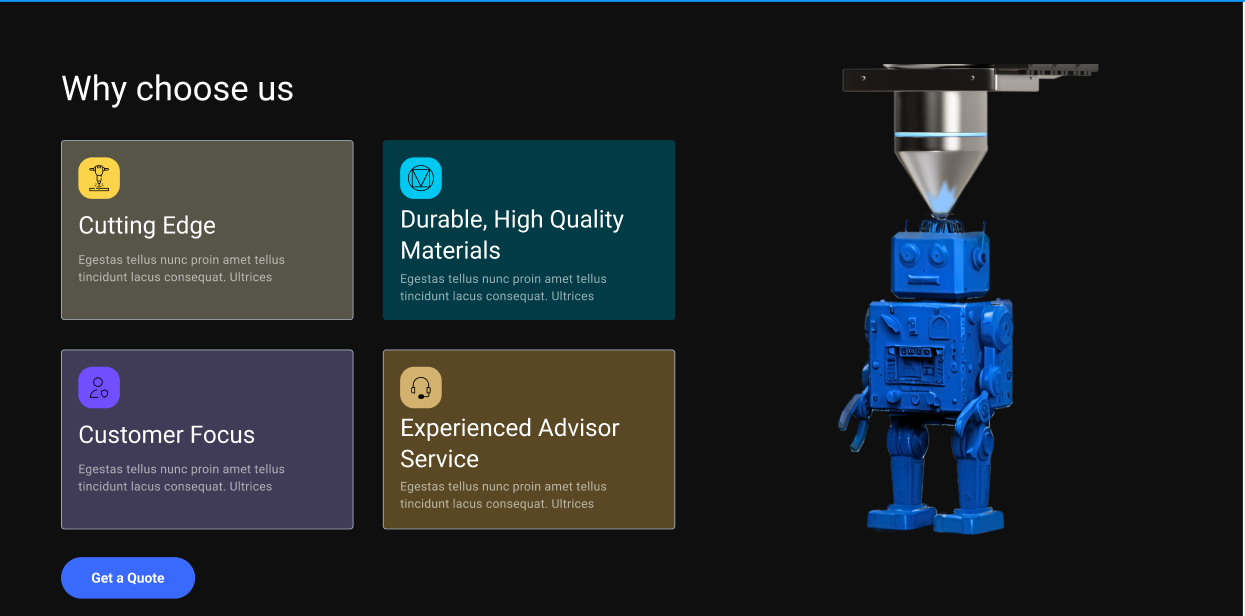 Why choose us
Cutting Edge
Egestas tellus nunc proin amet tellus
tincidunt lacus consequat. Ultrices
Durable, High Quality
Materials
Egestas tellus nunc proin amet tellus
tincidunt lacus consequat. Ultrices
Customer Focus
Egestas tellus nunc proin amet tellus
tincidunt lacus consequat. Ultrices
Experienced Advisor
Service
Egestas tellus nunc proin amet tellus
tincidunt lacus consequat. Ultrices
Get a Quote